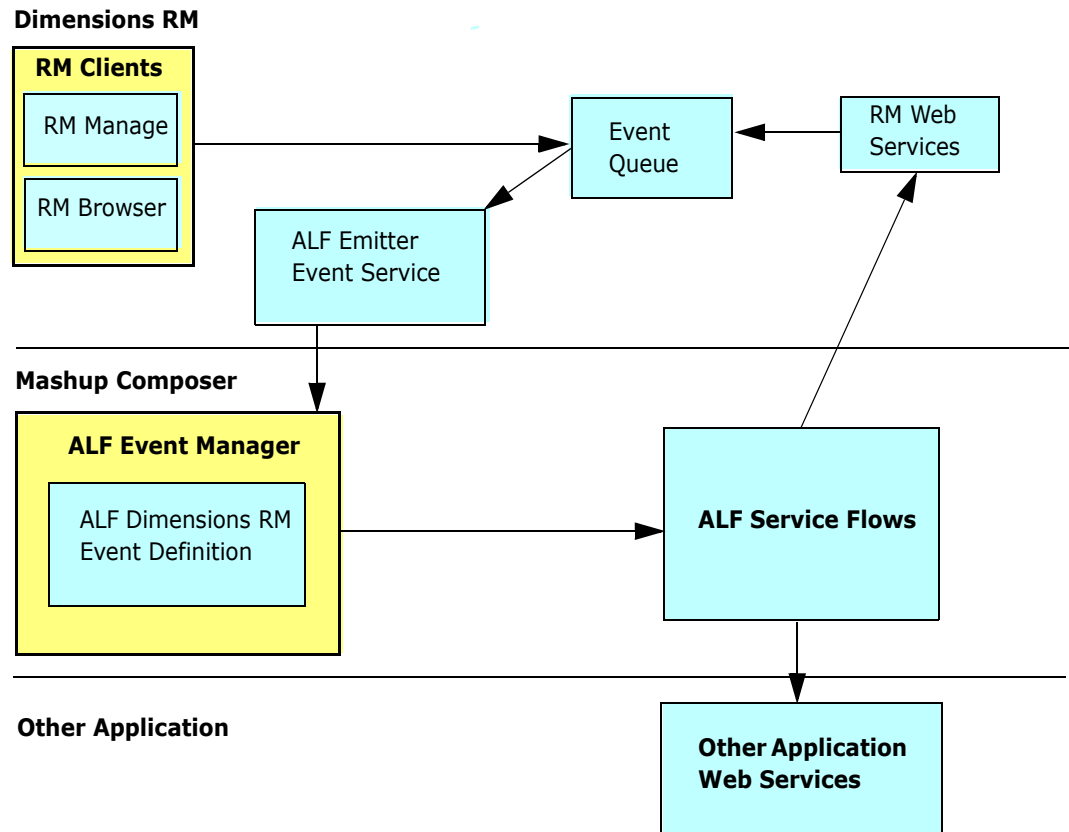 Dimensions RM
RM Clients
RM Manage
RM Browser
Event
Queue
RM Web
Services
ALF Emitter
Event Service
Mashup Composer
ALF Event Manager
ALF Dimensions RM
Event Definition
ALF Service Flows
Other Application
Other Application
Web Services